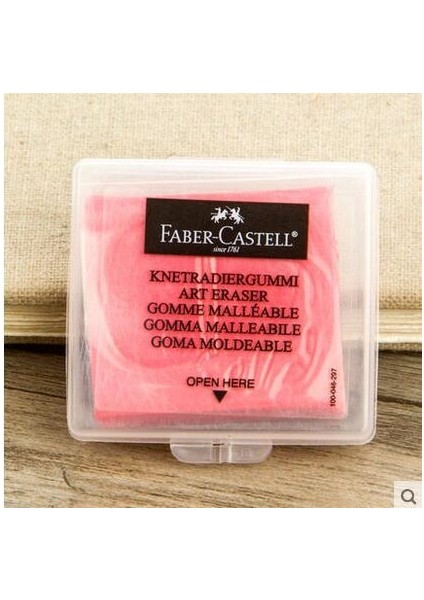 FABER-CASTELL®
since 1761
KNETRADIERGUMMI
ART ERASER
GOMME MALLÉABLE
GOMMA MALLEABILE
GOMA MOLDEABLE
OPEN HERE
100-046-297